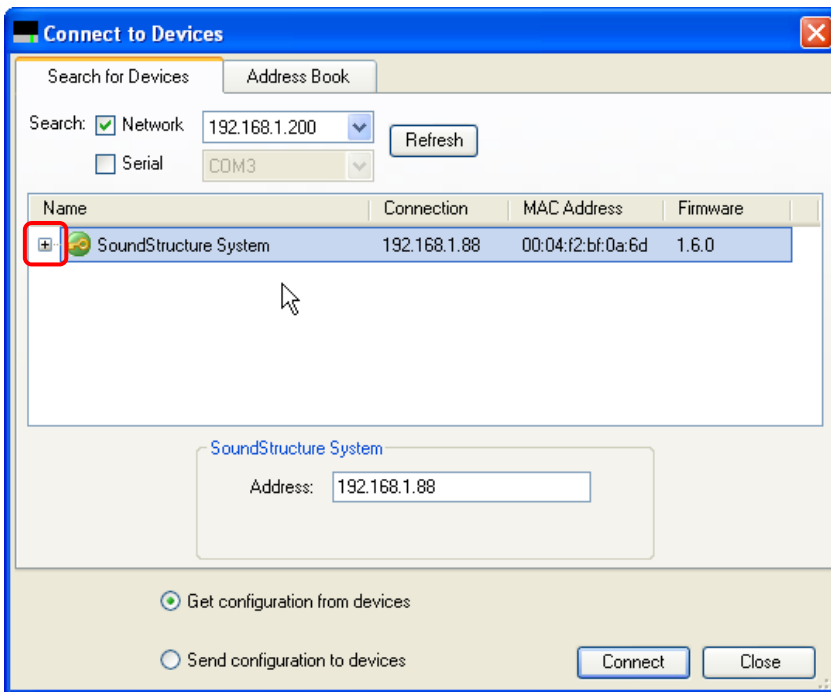 Connect to Devices
Search for Devices Address Book
Search: Network 192.168.1.200 Refresh
Serial COM3
Name Connection MAC Address Firmware
SoundStructure System 192.168.1.88 00:04:f2:bf:0a:6d 1.6.0
SoundStructure System
Address: 192.168.1.88
Get configuration from devices
Send configuration to devices Connect Close